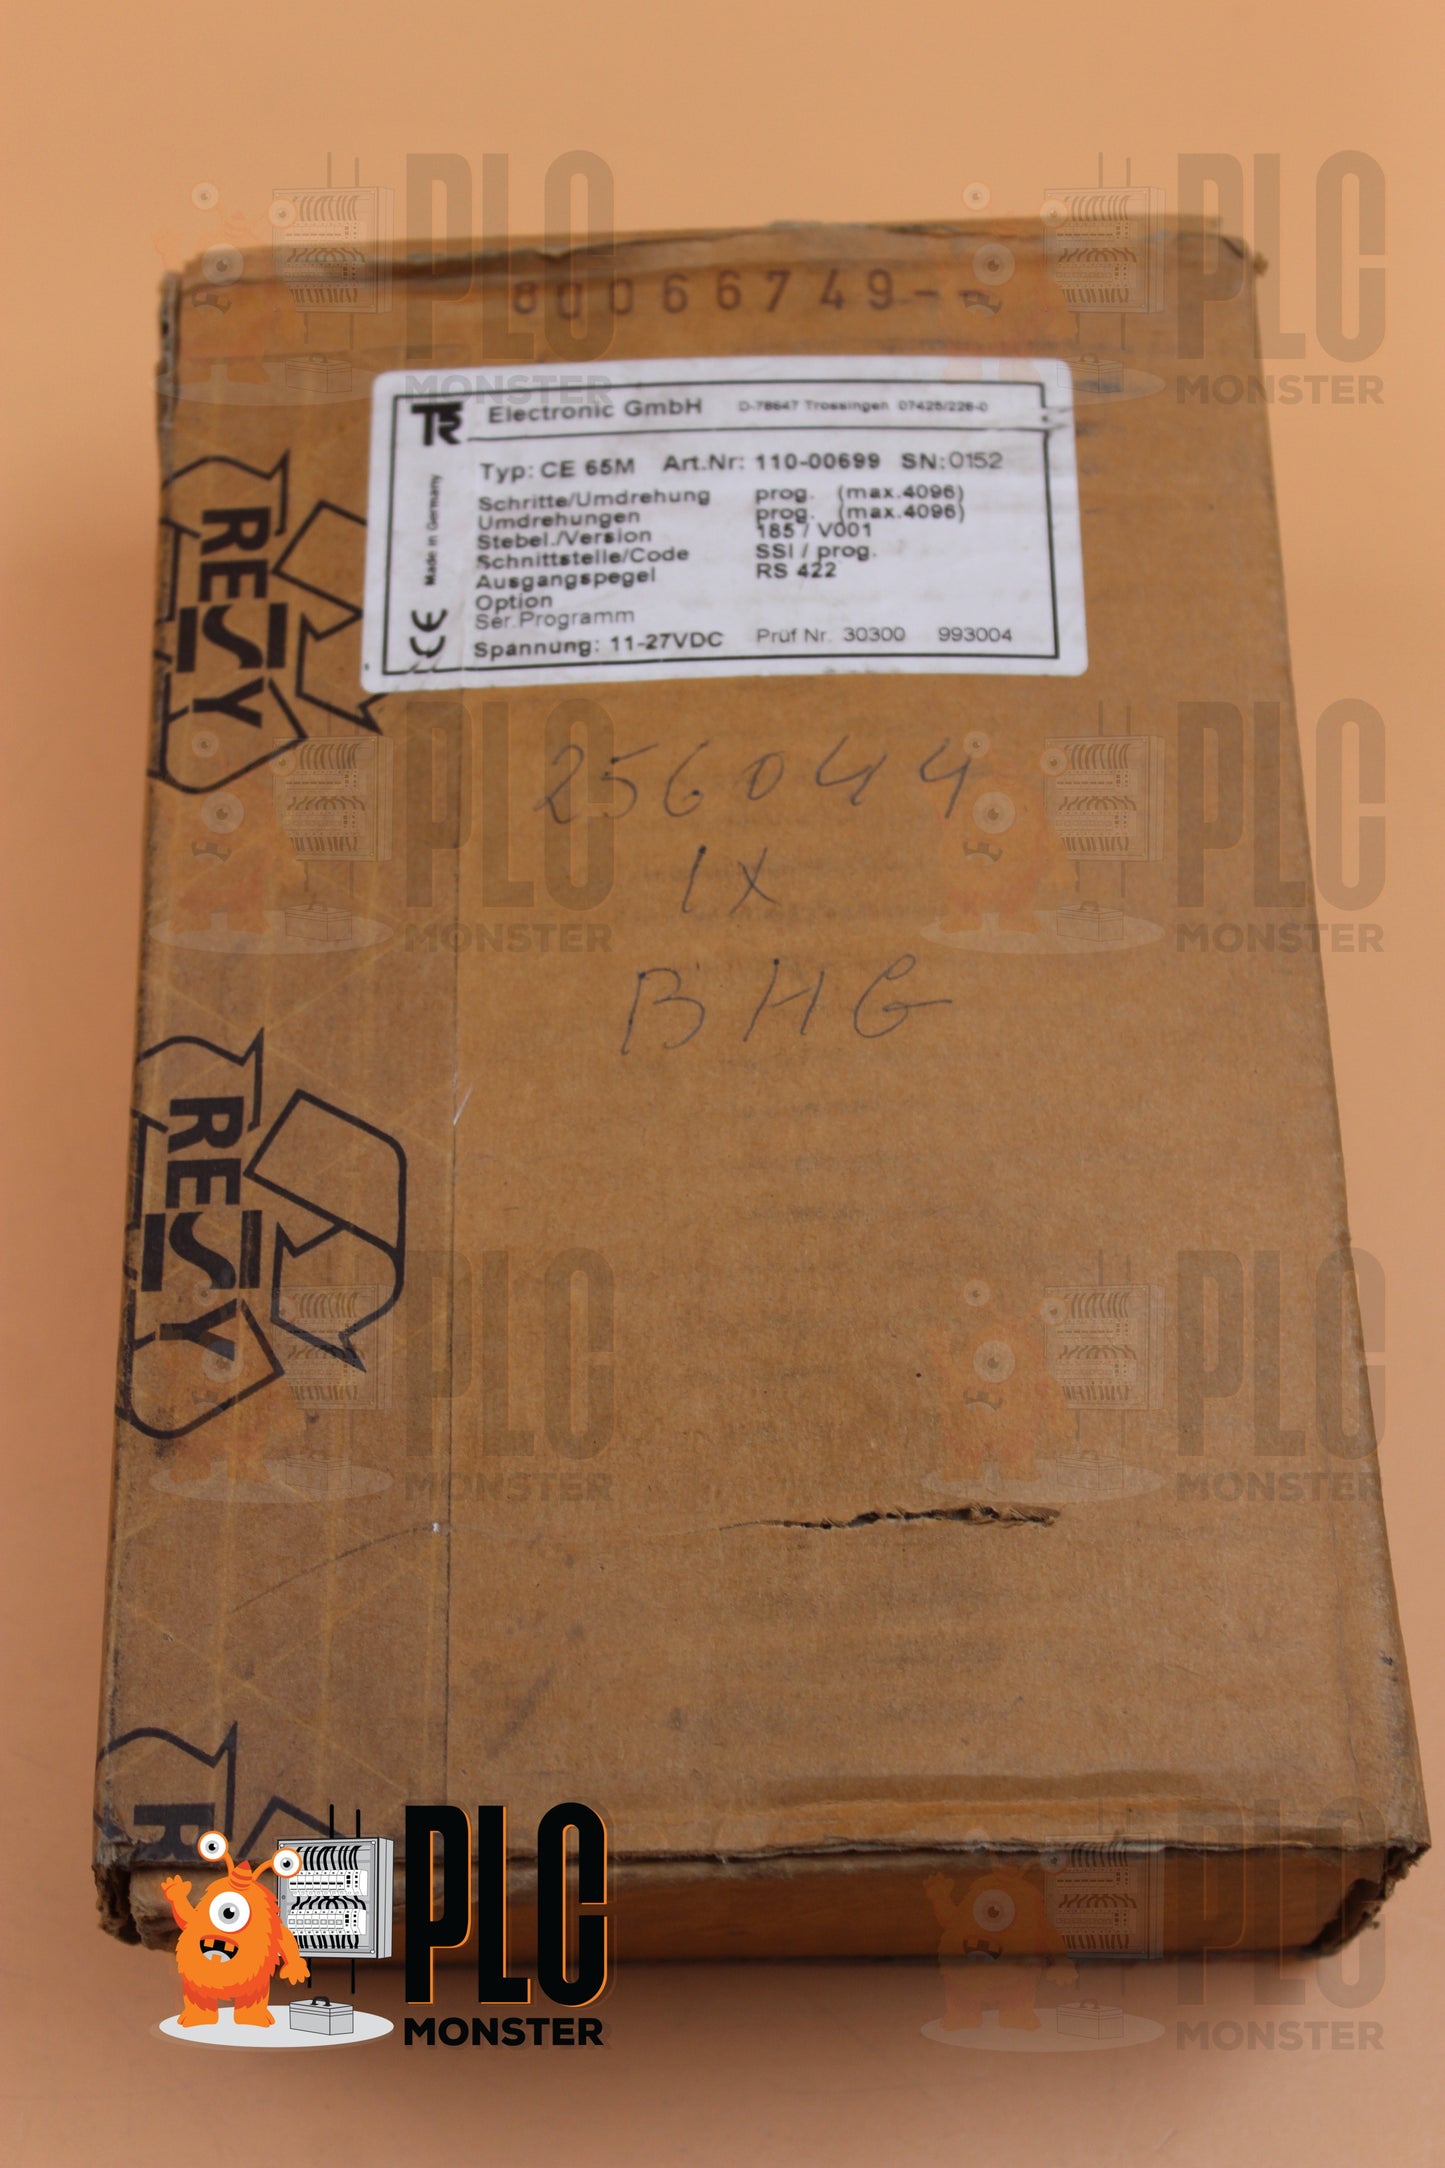 80066749--
TR Electronic GmbH D-78647 Trossingen 07425/228-0
Typ: CE 65M Art.Nr: 110-00699 SN: 0152
Schritte/Umdrehung prog. (max.4096)
Umdrehungen prog. (max.4096)
Stebel./Version 185 / V001
Schnittstelle/Code SSI / prog.
Ausgangspegel RS 422
Option
Ser.Programm
Spannung: 11-27VDC Prüf Nr. 30300 993004
Made in Germany
CE
256044
1X
BHG
RESY
RESY
R
PLC
MONSTER